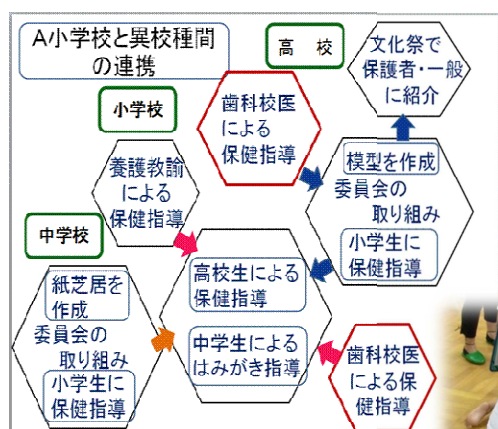 A小学校と異校種間
の連携
高　校
文化祭で
保護者・一般
に紹介
小学校
歯科校医
による
保健指導
養護教諭
による
保健指導
模型を作成
委員会の
取り組み
小学生に
保健指導
中学校
紙芝居を
作成
委員会の
取り組み
小学生に
保健指導
高校生による
保健指導
中学生による
はみがき指導
歯科校医
による保
健指導